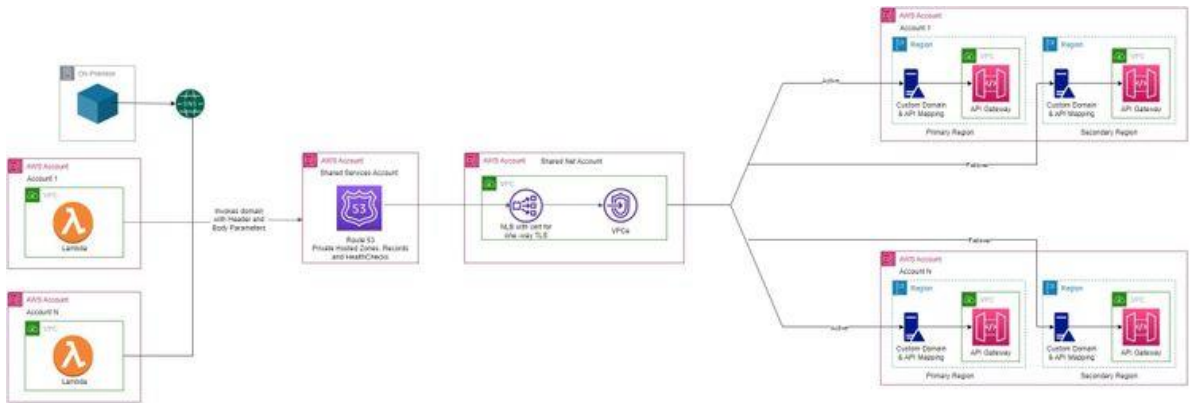 On-Premise
DNS
AWS Account
Account 1
VPC
Lambda
AWS Account
Account N
VPC
Lambda
Invokes domain
with Header and
Body Parameters
AWS Account
Shared Services Account
53
Route 53
Private Hosted Zones, Records
and HealthChecks
AWS Account
Shared Net Account
VPC
NLB with cert for
one-way TLS
VPCe
Active
Failover
Failover
Active
AWS Account
Account 1
Region
VPC
Custom Domain
& API Mapping
API Gateway
Primary Region
Region
VPC
Custom Domain
& API Mapping
API Gateway
Secondary Region
AWS Account
Account N
Region
VPC
Custom Domain
& API Mapping
API Gateway
Primary Region
Region
VPC
Custom Domain
& API Mapping
API Gateway
Secondary Region